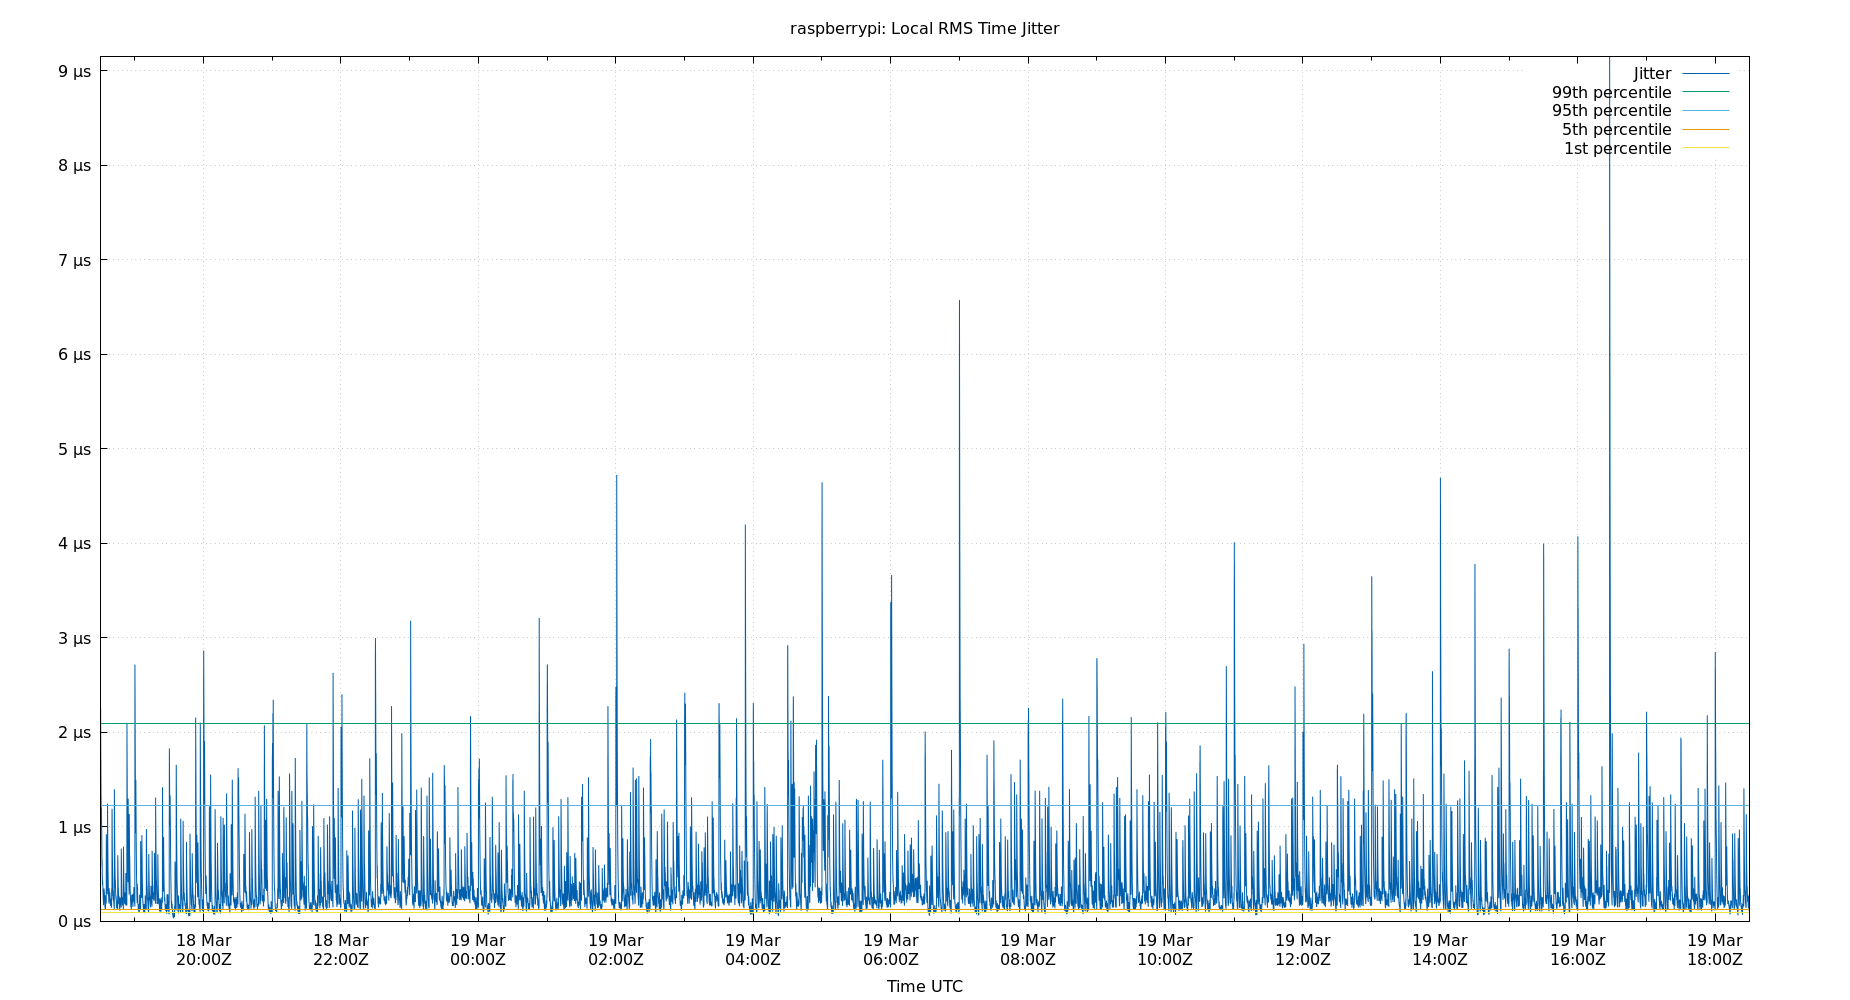 raspberrypi: Local RMS Time Jitter
9 µs
8 µs
7 µs
6 µs
5 µs
4 µs
3 µs
2 µs
1 µs
0 µs
Jitter
99th percentile
95th percentile
5th percentile
1st percentile
18 Mar
20:00Z
18 Mar
22:00Z
19 Mar
00:00Z
19 Mar
02:00Z
19 Mar
04:00Z
19 Mar
06:00Z
19 Mar
08:00Z
19 Mar
10:00Z
19 Mar
12:00Z
19 Mar
14:00Z
19 Mar
16:00Z
19 Mar
18:00Z
Time UTC